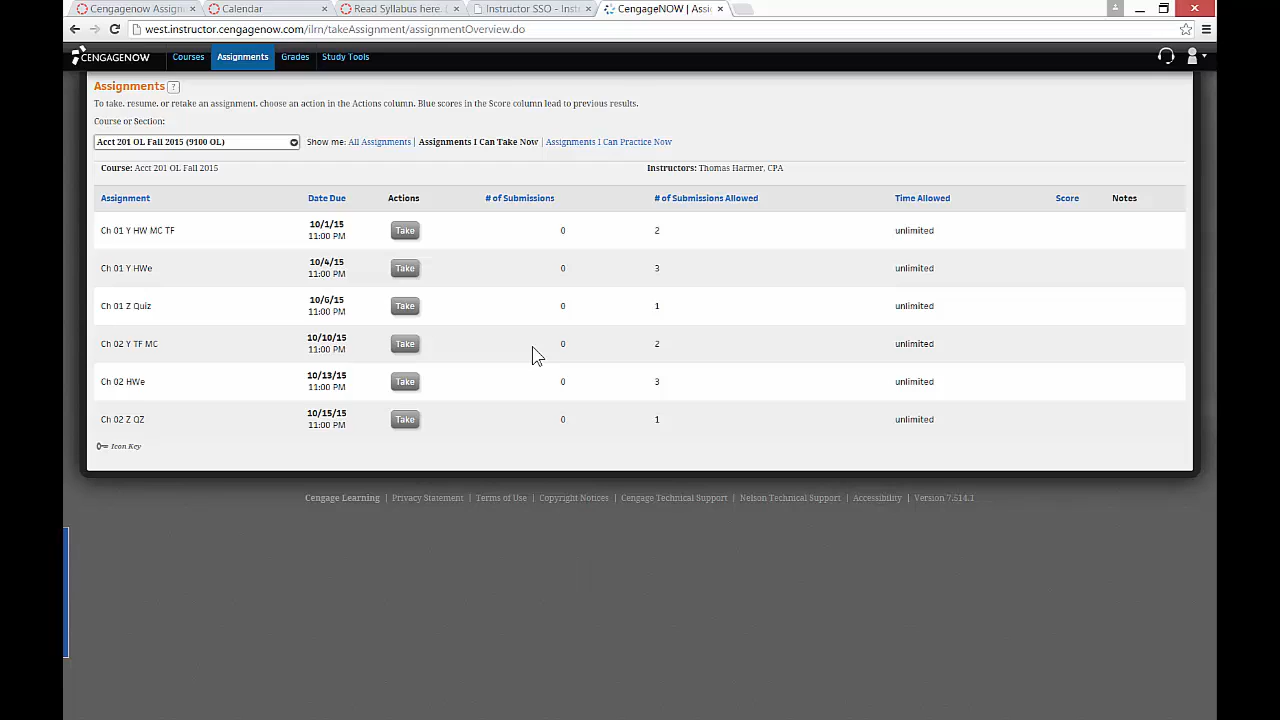 Cengagenow Assignm
Calendar
Read Syllabus here.
Instructor SSO - Inst
CengageNOW | Assi
west.instructor.cengagenow.com/ilrn/takeAssignment/assignmentOverview.do
CENGAGENOW Courses Assignments Grades Study Tools
Assignments ?
To take, resume, or retake an assignment, choose an action in the Actions column. Blue scores in the Score column lead to previous results.
Course or Section:
Acct 201 OL Fall 2015 (9100 OL) Show me: All Assignments | Assignments I Can Take Now | Assignments I Can Practice Now
Course: Acct 201 OL Fall 2015 Instructors: Thomas Harmer, CPA
Assignment Date Due Actions # of Submissions # of Submissions Allowed Time Allowed Score Notes
Ch 01 Y HW MC TF 10/1/15 11:00 PM Take 0 2 unlimited
Ch 01 Y HWe 10/4/15 11:00 PM Take 0 3 unlimited
Ch 01 Z Quiz 10/6/15 11:00 PM Take 0 1 unlimited
Ch 02 Y TF MC 10/10/15 11:00 PM Take 0 2 unlimited
Ch 02 HWe 10/13/15 11:00 PM Take 0 3 unlimited
Ch 02 Z QZ 10/15/15 11:00 PM Take 0 1 unlimited
Icon Key
Cengage Learning | Privacy Statement | Terms of Use | Copyright Notices | Cengage Technical Support | Nelson Technical Support | Accessibility | Version 7.514.1